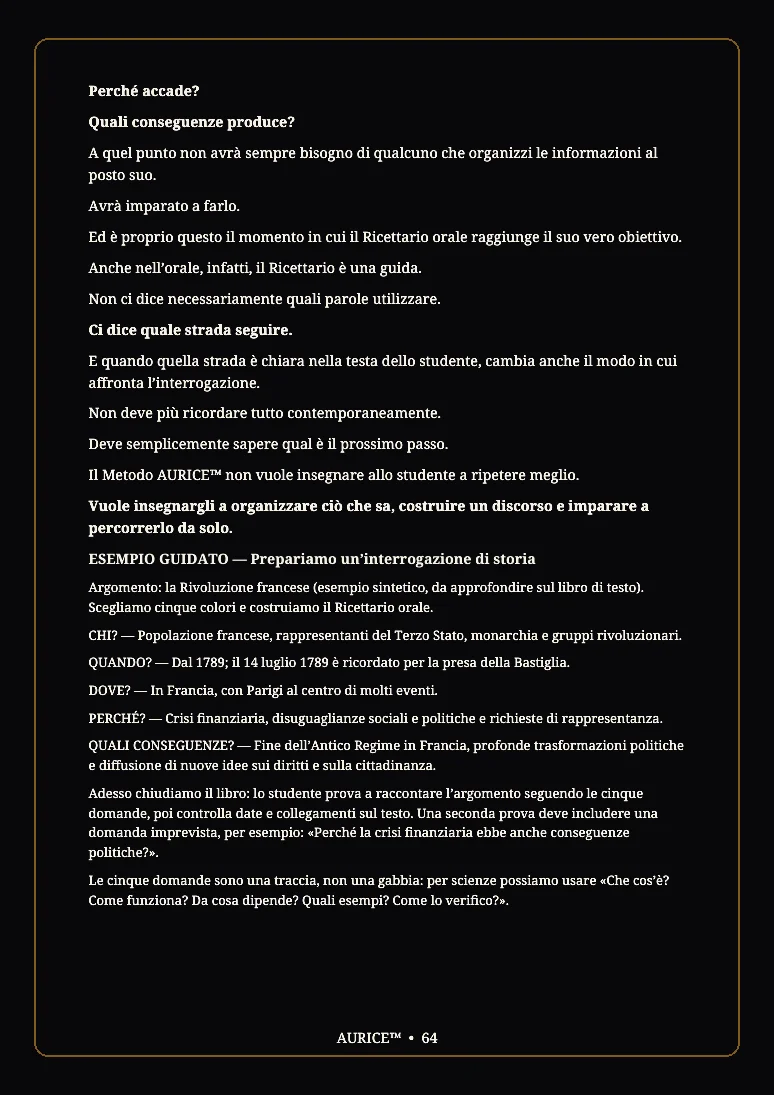 Perché accade?
Quali conseguenze produce?
A quel punto non avrà sempre bisogno di qualcuno che organizzi le informazioni al
posto suo.
Avrà imparato a farlo.
Ed è proprio questo il momento in cui il Ricettario orale raggiunge il suo vero obiettivo.
Anche nell’orale, infatti, il Ricettario è una guida.
Non ci dice necessariamente quali parole utilizzare.
Ci dice quale strada seguire.
E quando quella strada è chiara nella testa dello studente, cambia anche il modo in cui
affronta l’interrogazione.
Non deve più ricordare tutto contemporaneamente.
Deve semplicemente sapere qual è il prossimo passo.
Il Metodo AURICE™ non vuole insegnare allo studente a ripetere meglio.
Vuole insegnargli a organizzare ciò che sa, costruire un discorso e imparare a
percorrerlo da solo.
ESEMPIO GUIDATO — Prepariamo un’interrogazione di storia
Argomento: la Rivoluzione francese (esempio sintetico, da approfondire sul libro di testo).
Scegliamo cinque colori e costruiamo il Ricettario orale.
CHI? — Popolazione francese, rappresentanti del Terzo Stato, monarchia e gruppi rivoluzionari.
QUANDO? — Dal 1789; il 14 luglio 1789 è ricordato per la presa della Bastiglia.
DOVE? — In Francia, con Parigi al centro di molti eventi.
PERCHÉ? — Crisi finanziaria, disuguaglianze sociali e politiche e richieste di rappresentanza.
QUALI CONSEGUENZE? — Fine dell’Antico Regime in Francia, profonde trasformazioni politiche
e diffusione di nuove idee sui diritti e sulla cittadinanza.
Adesso chiudiamo il libro: lo studente prova a raccontare l’argomento seguendo le cinque
domande, poi controlla date e collegamenti sul testo. Una seconda prova deve includere una
domanda imprevista, per esempio: «Perché la crisi finanziaria ebbe anche conseguenze
politiche?».
Le cinque domande sono una traccia, non una gabbia: per scienze possiamo usare «Che cos’è?
Come funziona? Da cosa dipende? Quali esempi? Come lo verifico?».
AURICE™ • 64